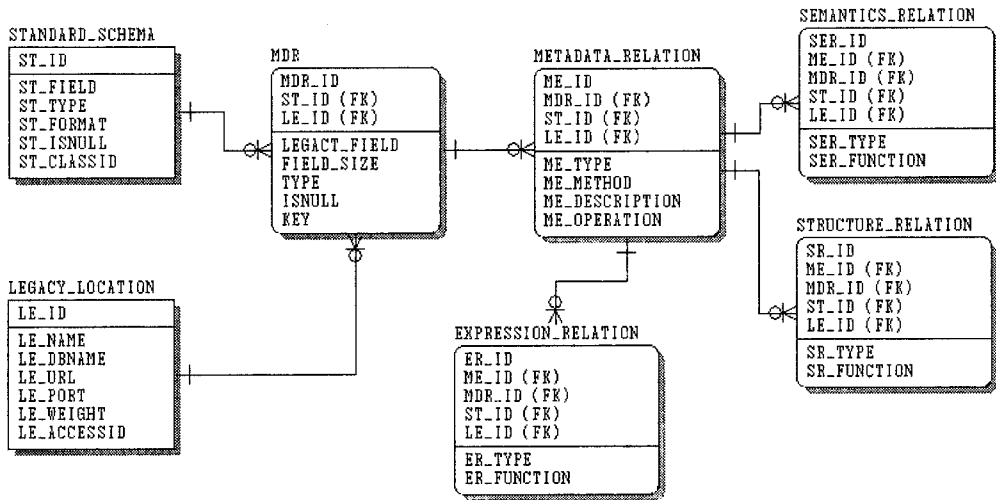 STANDARD_SCHEMA
ST_ID
ST_FIELD
ST_TYPE
ST_FORMAT
ST_ISNULL
ST_CLASSID
MDR
MDR_ID
ST_ID (FK)
LE_ID (FK)
LEGACT_FIELD
FIELD_SIZE
TYPE
ISNULL
KEY
METADATA_RELATION
ME_ID
MDR_ID (FK)
ST_ID (FK)
LE_ID (FK)
ME_TYPE
ME_METHOD
ME_DESCRIPTION
ME_OPERATION
SEMANTICS_RELATION
SER_ID
ME_ID (FK)
MDR_ID (FK)
ST_ID (FK)
LE_ID (FK)
SER_TYPE
SER_FUNCTION
STRUCTURE_RELATION
SR_ID
ME_ID (FK)
MDR_ID (FK)
ST_ID (FK)
LE_ID (FK)
SR_TYPE
SR_FUNCTION
LEGACY_LOCATION
LE_ID
LE_NAME
LE_DBNAME
LE_URL
LE_PORT
LE_WEIGHT
LE_ACCESSID
EXPRESSION_RELATION
ER_ID
ME_ID (FK)
MDR_ID (FK)
ST_ID (FK)
LE_ID (FK)
ER_TYPE
ER_FUNCTION